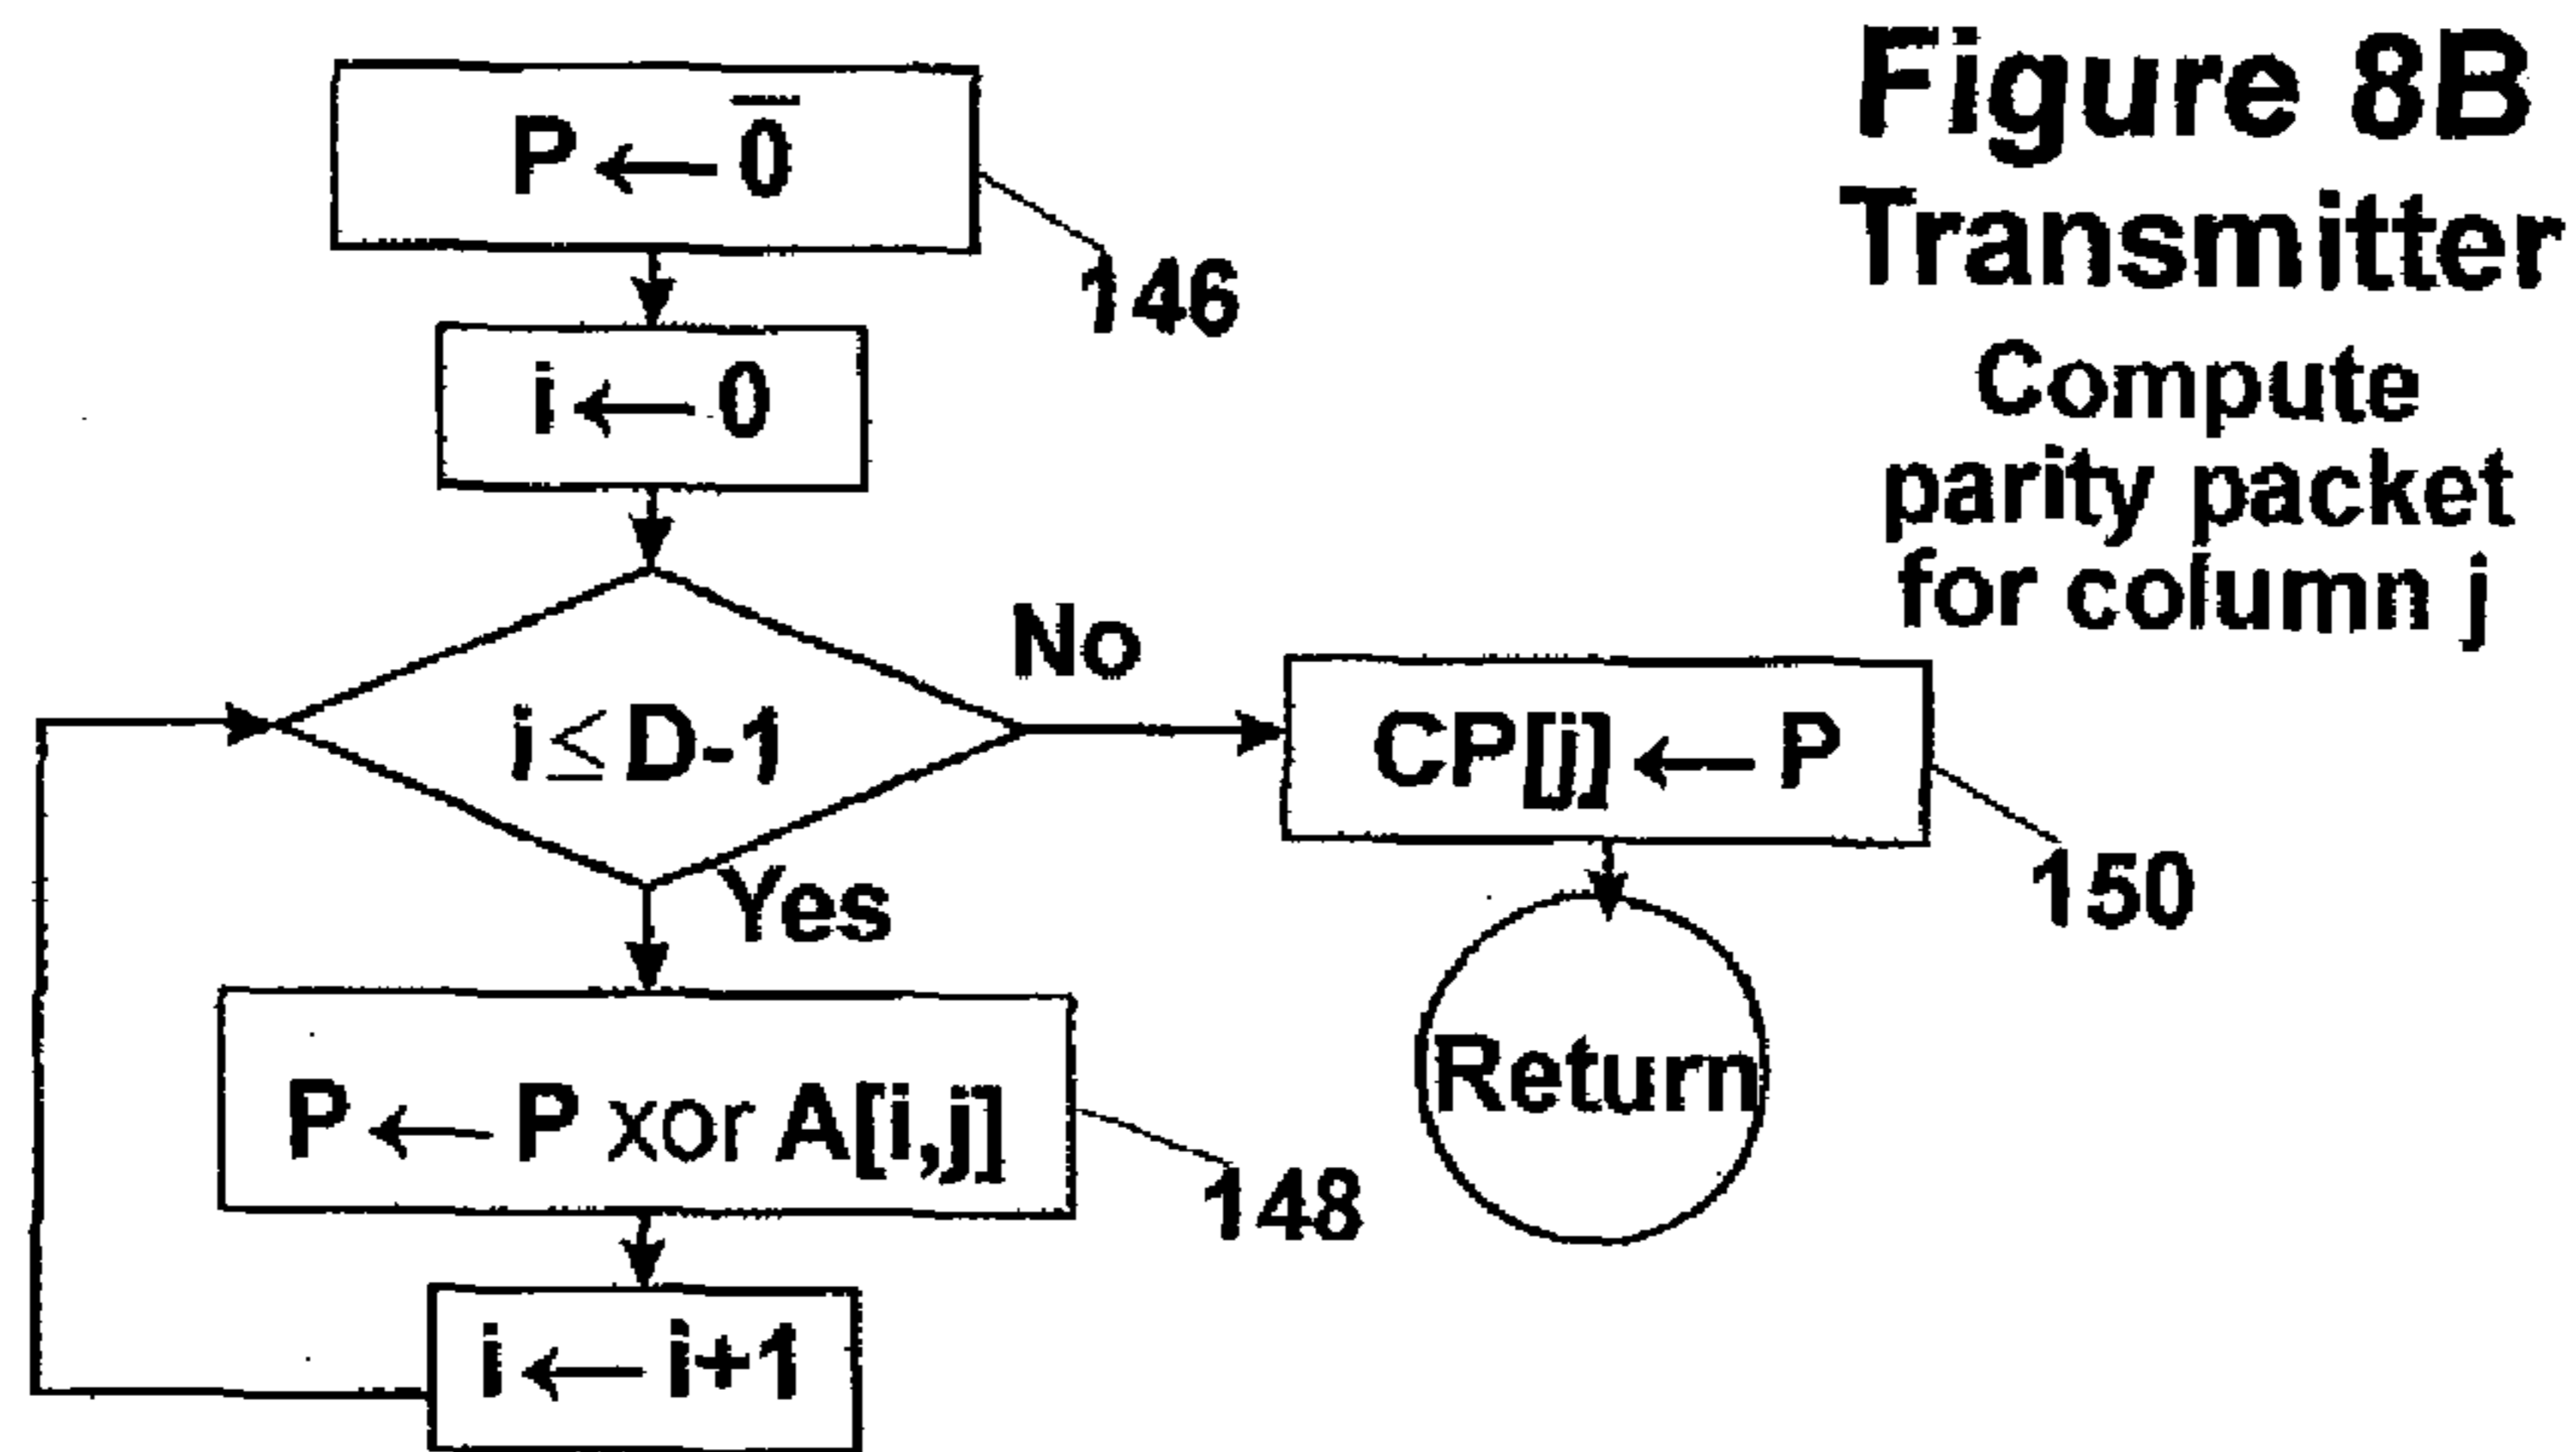 Figure 8B
Transmitter
Compute
parity packet
for column j
P ← 0̅
146
i ← 0
i ≤ D-1
No
CP[j] ← P
150
Yes
Return
P ← P xor A[i,j]
148
i ← i+1